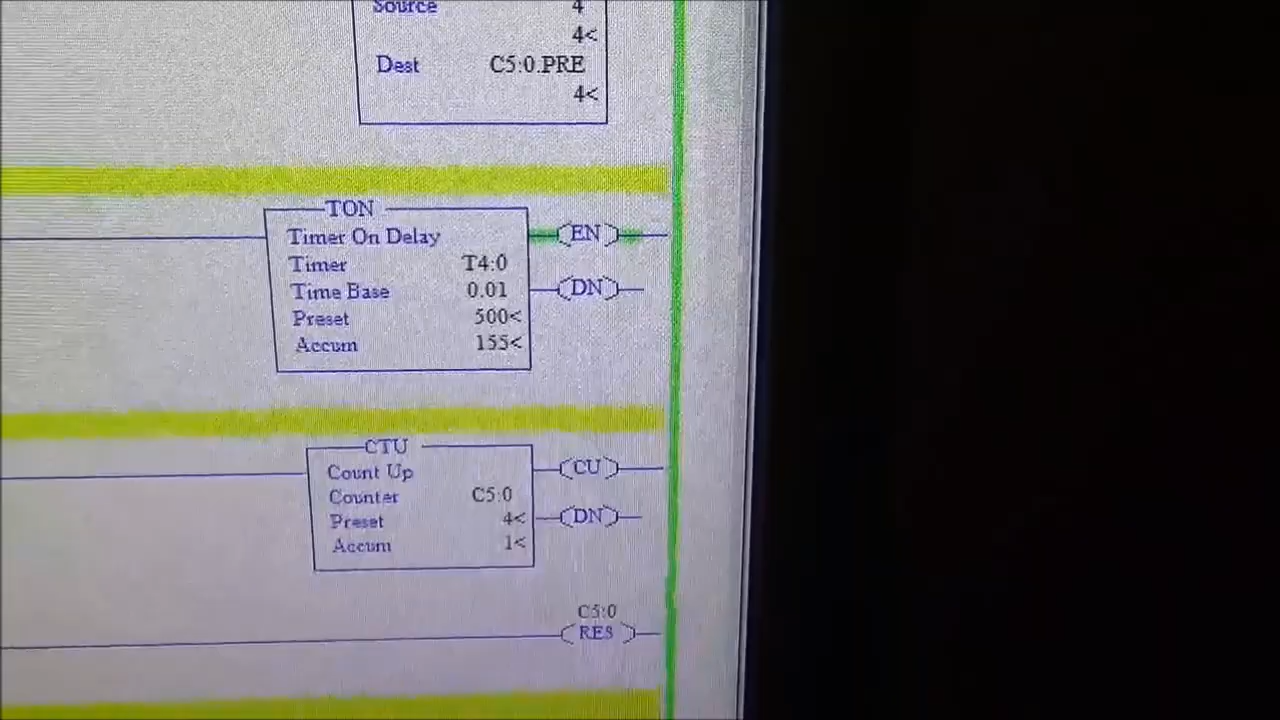 Source 4
4<
Dest C5:0.PRE
4<
TON
Timer On Delay
Timer T4:0
Time Base 0.01
Preset 500<
Accum 155<
EN
DN
CTU
Count Up
Counter C5:0
Preset 4<
Accum 1<
CU
DN
C5:0
RES